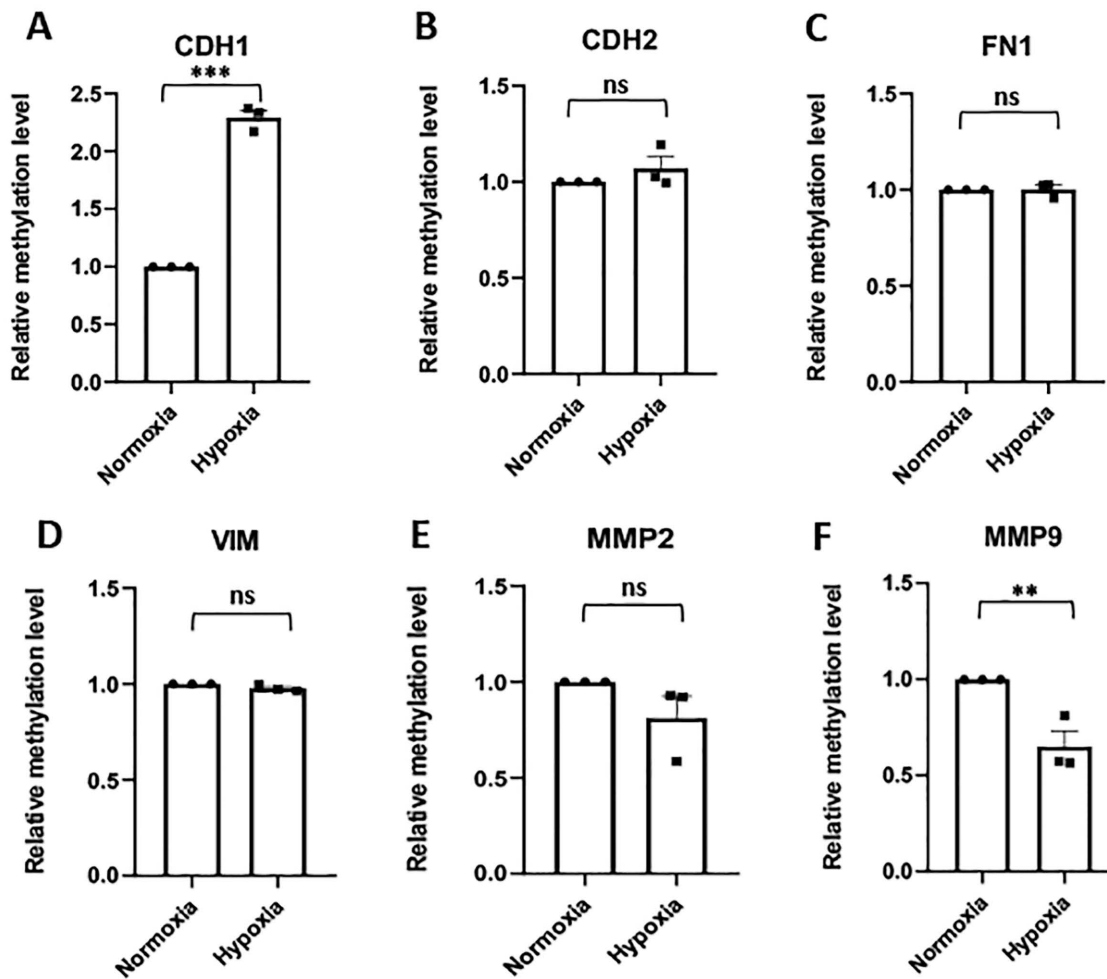 A
CDH1
***
Relative methylation level
2.5
2.0
1.5
1.0
0.5
0.0
Normoxia
Hypoxia
B
CDH2
ns
Relative methylation level
1.5
1.0
0.5
0.0
Normoxia
Hypoxia
C
FN1
ns
Relative methylation level
1.5
1.0
0.5
0.0
Normoxia
Hypoxia
D
VIM
ns
Relative methylation level
1.5
1.0
0.5
0.0
Normoxia
Hypoxia
E
MMP2
ns
Relative methylation level
1.5
1.0
0.5
0.0
Normoxia
Hypoxia
F
MMP9
**
Relative methylation level
1.5
1.0
0.5
0.0
Normoxia
Hypoxia